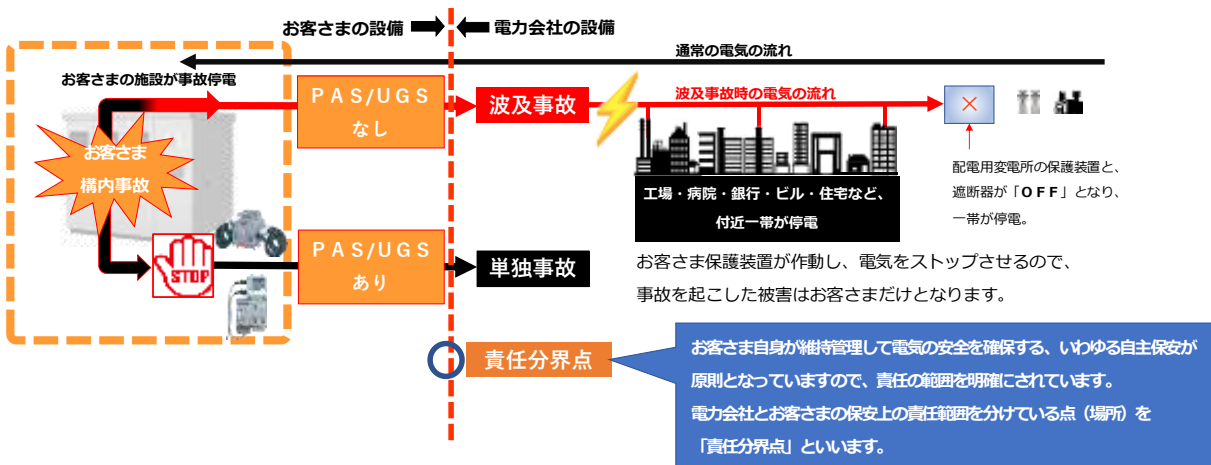 お客さまの設備
電力会社の設備
通常の電気の流れ
お客さまの施設が事故停電
PAS/UGS
なし
波及事故
波及事故時の電気の流れ
お客さま
構内事故
工場・病院・銀行・ビル・住宅など、
付近一帯が停電
配電用変電所の保護装置と、
遮断器が「OFF」となり、
一帯が停電。
STOP
PAS/UGS
あり
単独事故
お客さま保護装置が作動し、電気をストップさせるので、
事故を起こした被害はお客さまだけとなります。
責任分界点
お客さま自身が維持管理して電気の安全を確保する、いわゆる自主保安が
原則となっていますので、責任の範囲を明確にされています。
電力会社とお客さまの保安上の責任範囲を分けている点（場所）を
「責任分界点」といいます。